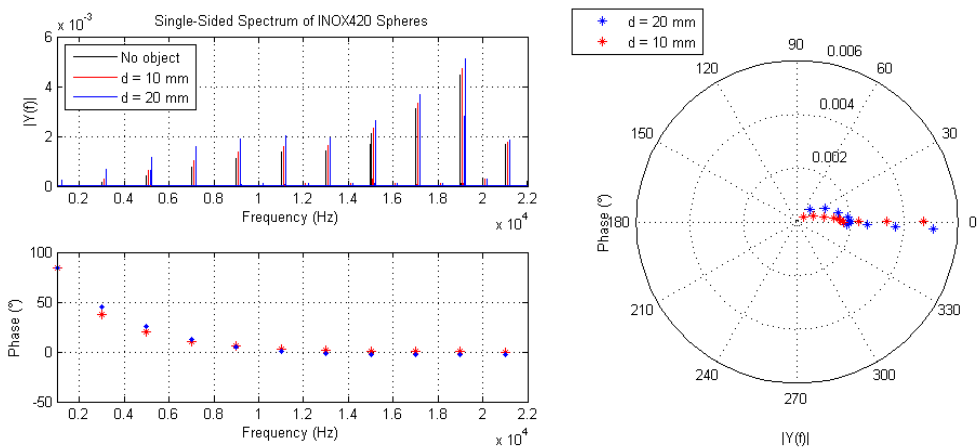 Single-Sided Spectrum of INOX420 Spheres
x 10⁻³
6
4
2
0
|Y(f)|
No object
d = 10 mm
d = 20 mm
0.2 0.4 0.6 0.8 1 1.2 1.4 1.6 1.8 2 2.2
Frequency (Hz)
x 10⁴
100
50
0
-50
Phase (°)
0.2 0.4 0.6 0.8 1 1.2 1.4 1.6 1.8 2 2.2
Frequency (Hz)
x 10⁴
d = 20 mm
d = 10 mm
90
0.006
120
60
0.004
150
30
0.002
Phase (°)
180
0
210
330
240
300
270
|Y(f)|